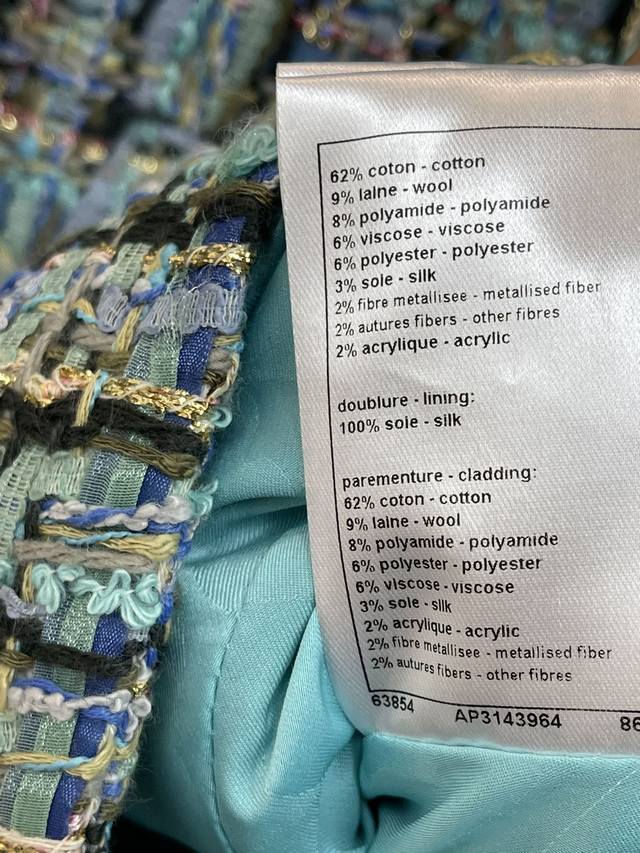 62% coton - cotton
9% laine - wool
8% polyamide - polyamide
6% viscose - viscose
6% polyester - polyester
3% soie - silk
2% fibre metallisee - metallised fiber
2% autures fibers - other fibres
2% acrylique - acrylic
doublure - lining:
100% soie - silk
parementure - cladding:
62% coton - cotton
9% laine - wool
8% polyamide - polyamide
6% polyester - polyester
6% viscose - viscose
3% soie - silk
2% acrylique - acrylic
2% fibre metallisee - metallised fiber
2% autures fibers - other fibres
63854 AP3143964 86